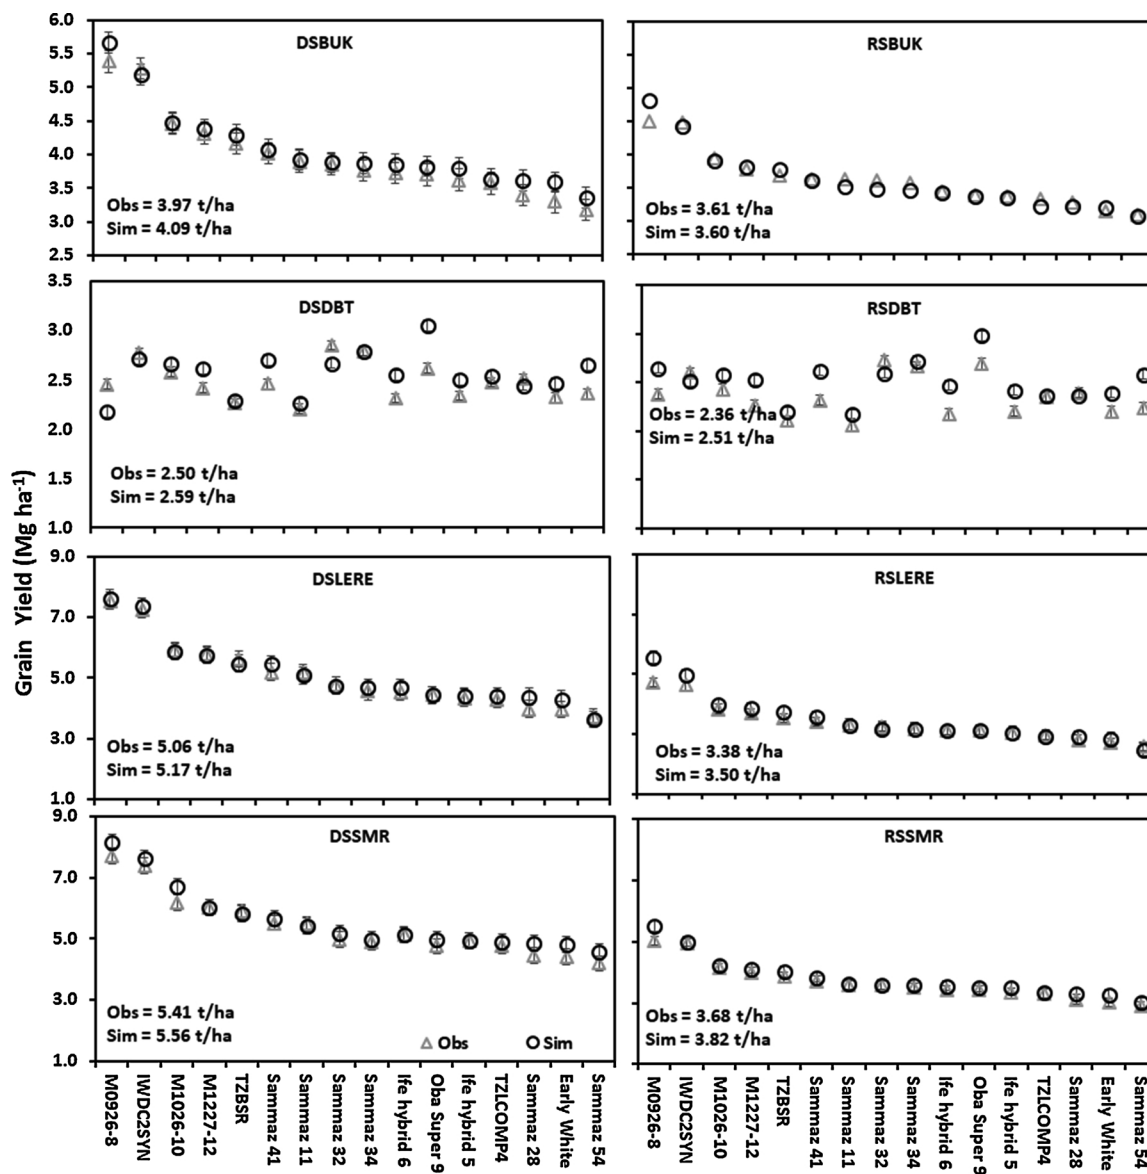 Grain Yield (Mg ha-1)
6.0
5.5
5.0
4.5
4.0
3.5
3.0
2.5
DSBUK
Obs = 3.97 t/ha
Sim = 4.09 t/ha
RSBUK
Obs = 3.61 t/ha
Sim = 3.60 t/ha
3.5
3.0
2.5
2.0
1.5
1.0
DSDBT
Obs = 2.50 t/ha
Sim = 2.59 t/ha
RSDBT
Obs = 2.36 t/ha
Sim = 2.51 t/ha
9.0
7.0
5.0
3.0
1.0
DSLERE
Obs = 5.06 t/ha
Sim = 5.17 t/ha
RSLERE
Obs = 3.38 t/ha
Sim = 3.50 t/ha
9.0
7.0
5.0
3.0
1.0
DSSMR
Obs = 5.41 t/ha
Sim = 5.56 t/ha
Obs
Sim
RSSMR
Obs = 3.68 t/ha
Sim = 3.82 t/ha
M0926-8
IWDC2SYN
M1026-10
M1227-12
TZBSR
Sammaz 41
Sammaz 11
Sammaz 32
Sammaz 34
Ife hybrid 6
Oba Super 9
Ife hybrid 5
TZLCOMP4
Sammaz 28
Early White
Sammaz 54
M0926-8
IWDC2SYN
M1026-10
M1227-12
TZBSR
Sammaz 41
Sammaz 11
Sammaz 32
Sammaz 34
Ife hybrid 6
Oba Super 9
Ife hybrid 5
TZLCOMP4
Sammaz 28
Early White
Sammaz 54